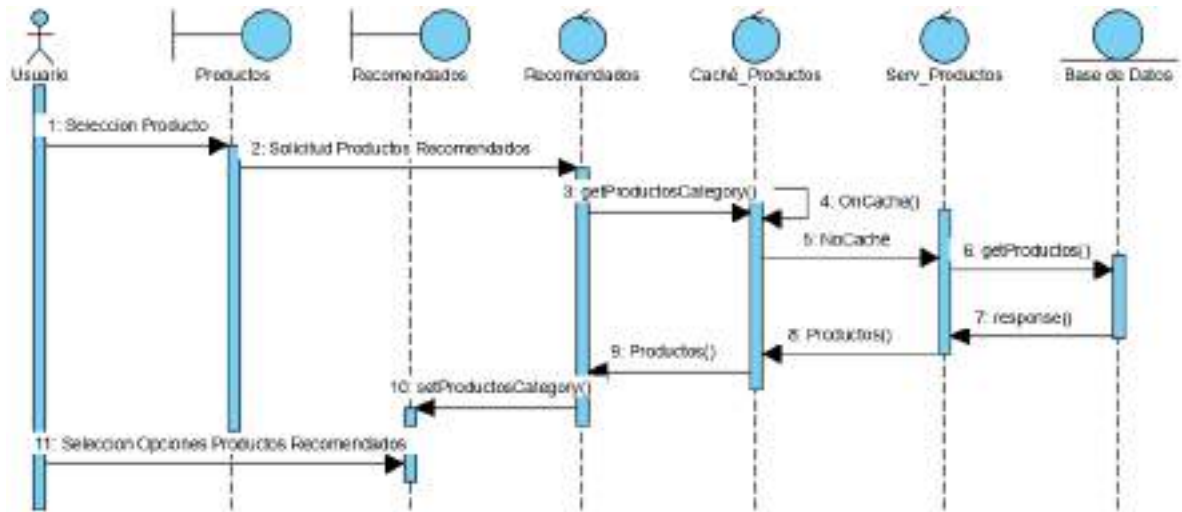 Usuario
Productos
Recomendados
Recomendados
Caché_Productos
Serv_Productos
Base de Datos
1: Seleccion Producto
2: Solicitud Productos Recomendados
3: getProductosCategory()
4: OnCache()
5: NoCaché
6: getProductos()
7: response()
8: Productos()
9: Productos()
10: setProductosCategory()
11: Seleccion Opciones Productos Recomendados